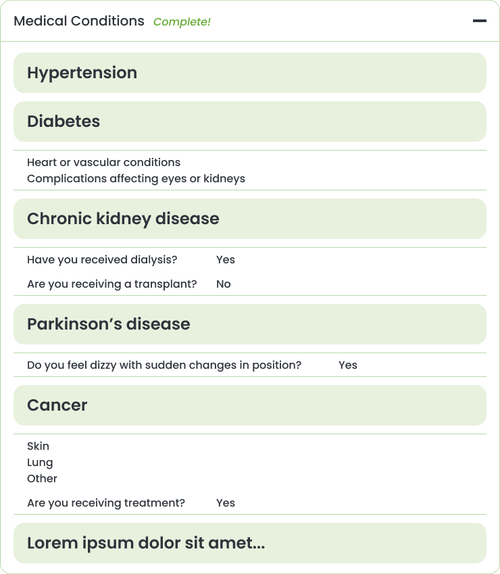 Medical Conditions Complete!
Hypertension
Diabetes
Heart or vascular conditions
Complications affecting eyes or kidneys
Chronic kidney disease
Have you received dialysis? Yes
Are you receiving a transplant? No
Parkinson’s disease
Do you feel dizzy with sudden changes in position? Yes
Cancer
Skin
Lung
Other
Are you receiving treatment? Yes
Lorem ipsum dolor sit amet...